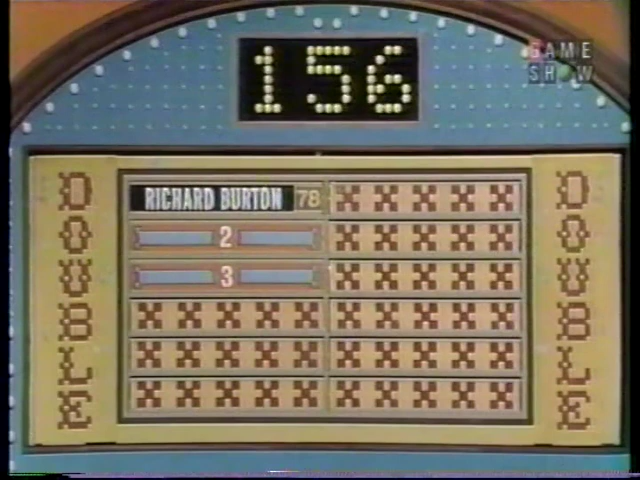 156
GAME
SHOW
RICHARD BURTON 78
2
3
DOUBLE
DOUBLE